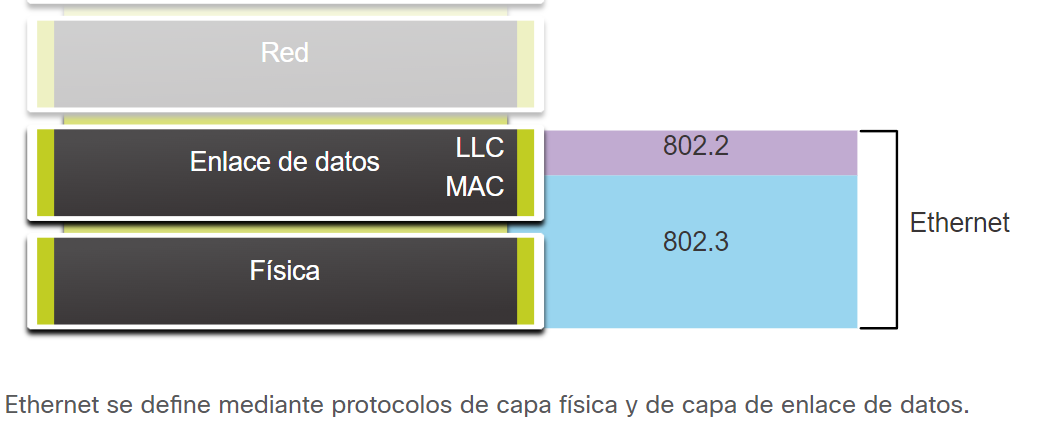 Red
Enlace de datos
LLC
MAC
802.2
802.3
Ethernet
Física
Ethernet se define mediante protocolos de capa física y de capa de enlace de datos.